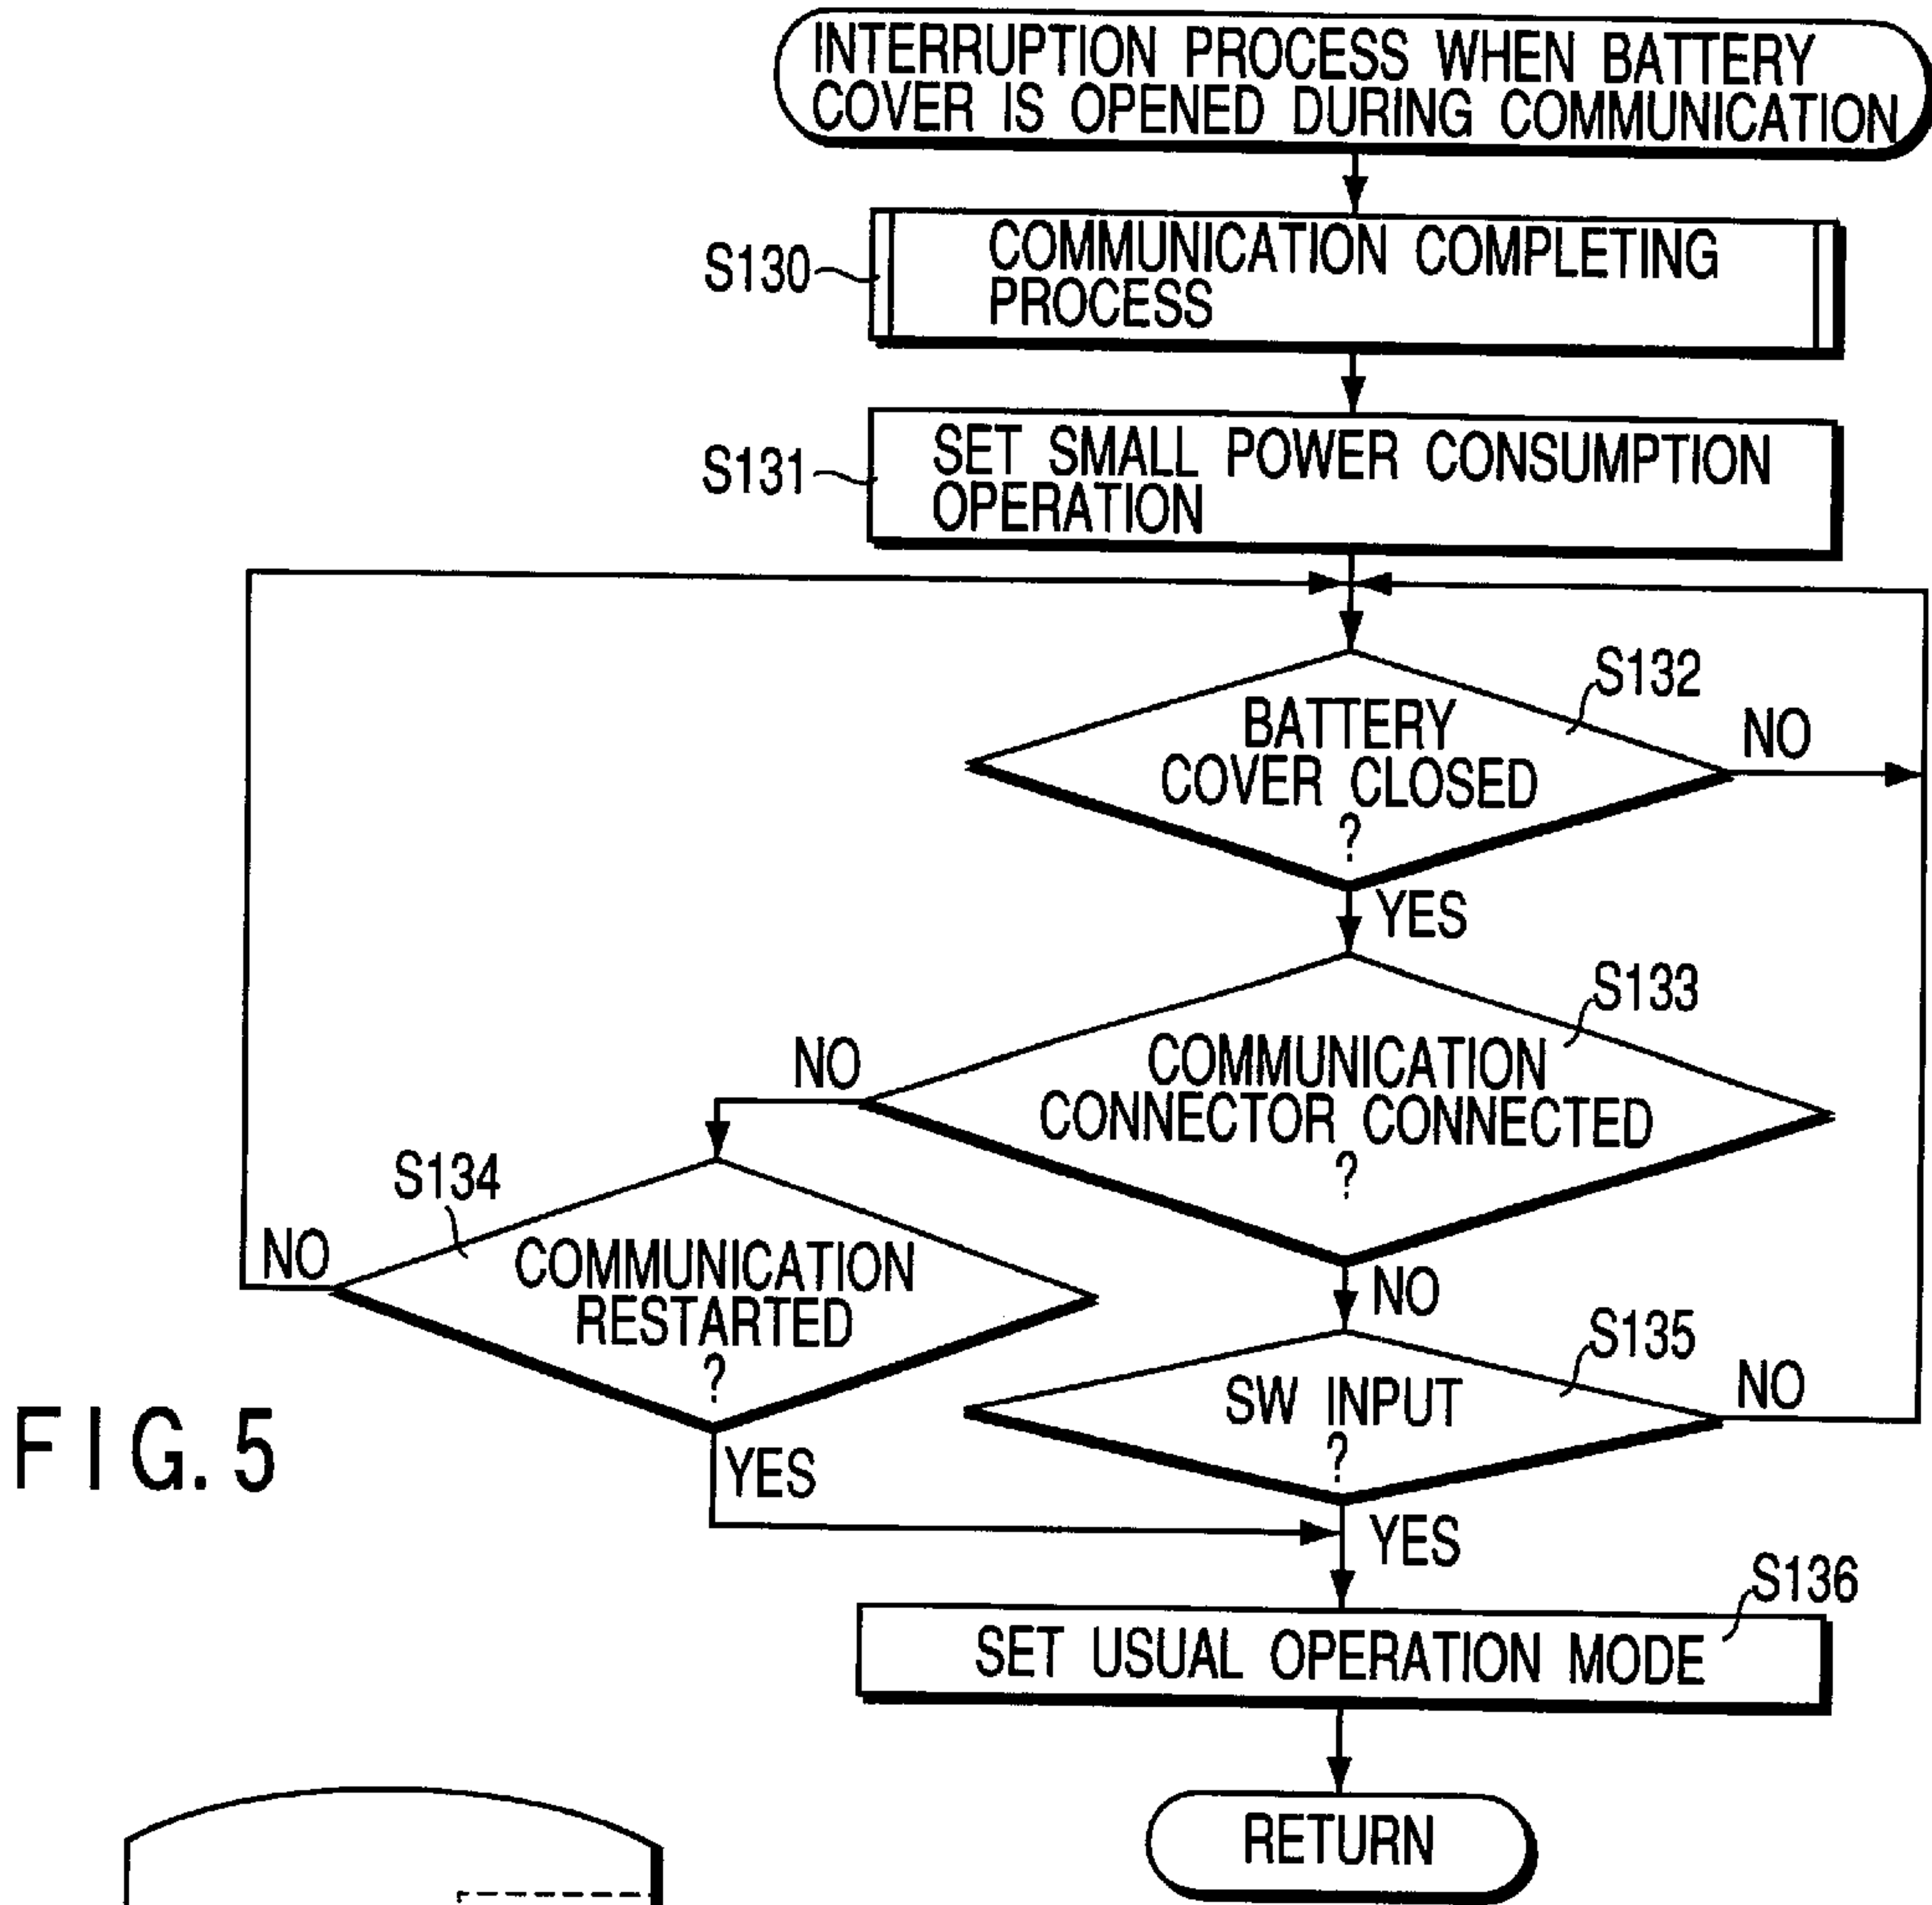 INTERRUPTION PROCESS WHEN BATTERY
COVER IS OPENED DURING COMMUNICATION
S130
COMMUNICATION COMPLETING
PROCESS
S131
SET SMALL POWER CONSUMPTION
OPERATION
S132
BATTERY
COVER CLOSED
?
NO
YES
S133
COMMUNICATION
CONNECTOR CONNECTED
?
NO
NO
S134
COMMUNICATION
RESTARTED
?
NO
YES
S135
SW INPUT
?
NO
YES
FIG. 5
S136
SET USUAL OPERATION MODE
RETURN